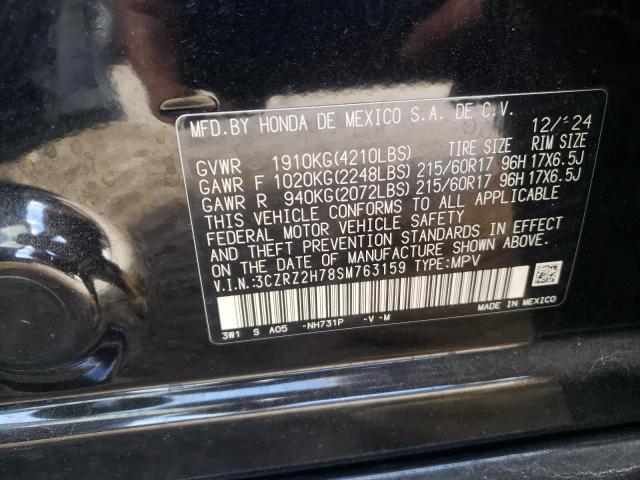 MFD.BY HONDA DE MEXICO S.A. DE C.V. 12/24
TIRE SIZE RIM SIZE
GVWR 1910KG(4210LBS)
GAWR F 1020KG(2248LBS) 215/60R17 96H 17X6.5J
GAWR R 940KG(2072LBS) 215/60R17 96H 17X6.5J
THIS VEHICLE CONFORMS TO ALL APPLICABLE
FEDERAL MOTOR VEHICLE SAFETY
AND THEFT PREVENTION STANDARDS IN EFFECT
ON THE DATE OF MANUFACTURE SHOWN ABOVE.
V.I.N.:3CZRZ2H78SM763159 TYPE:MPV
3W1 S A05 -NH731P -V -M MADE IN MEXICO